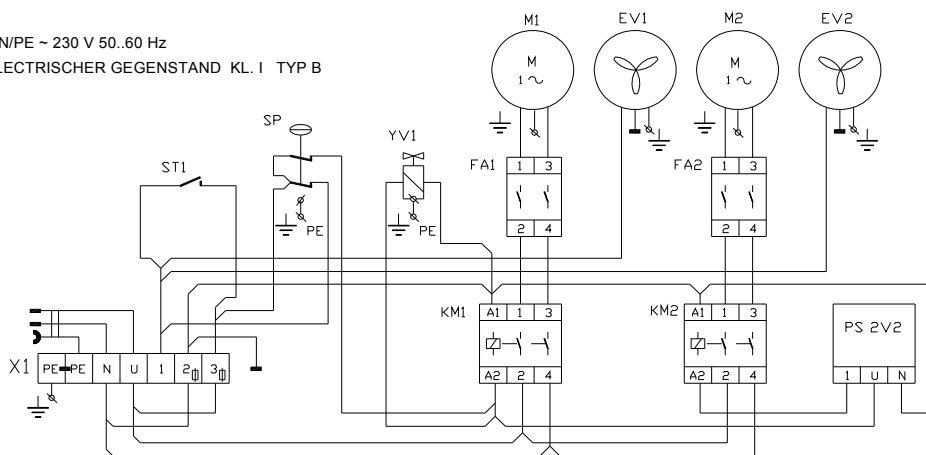 M1 EV1 M2 EV2
N/PE ~ 230 V 50..60 Hz
LECTRISCHER GEGENSTAND KL. I TYP B
M M
1 ~ 1 ~
SP
YV1
ST1
FA1 1 3 FA2 1 3
PE PE
2 4 2 4
KM1 A1 1 3 KM2 A1 1 3
PS 2V2
X1 PE PE N U 1 2 3
A2 2 4 A2 2 4 1 U N